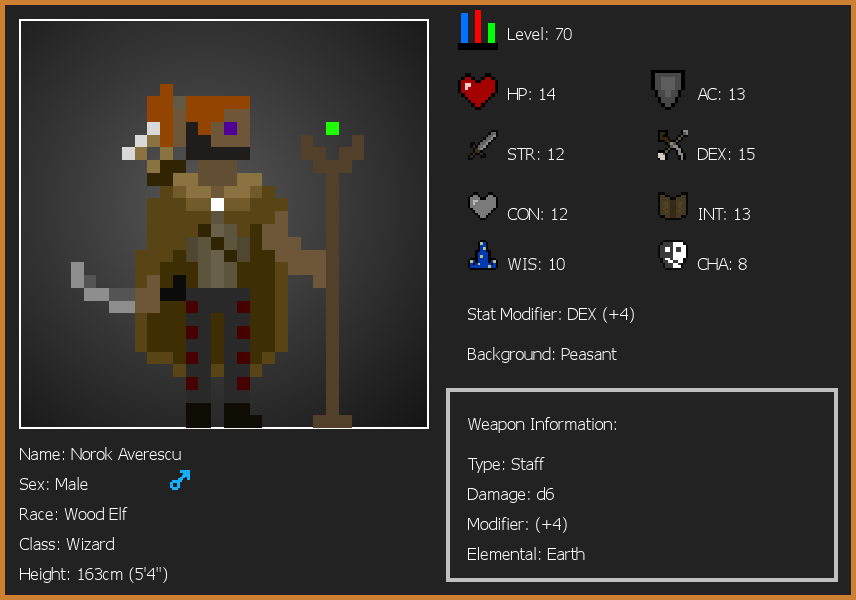 Level: 70
HP: 14
AC: 13
STR: 12
DEX: 15
CON: 12
INT: 13
WIS: 10
CHA: 8
Stat Modifier: DEX (+4)
Background: Peasant
Weapon Information:
Type: Staff
Damage: d6
Modifier: (+4)
Elemental: Earth
Name: Norok Averescu
Sex: Male
Race: Wood Elf
Class: Wizard
Height: 163cm (5'4")